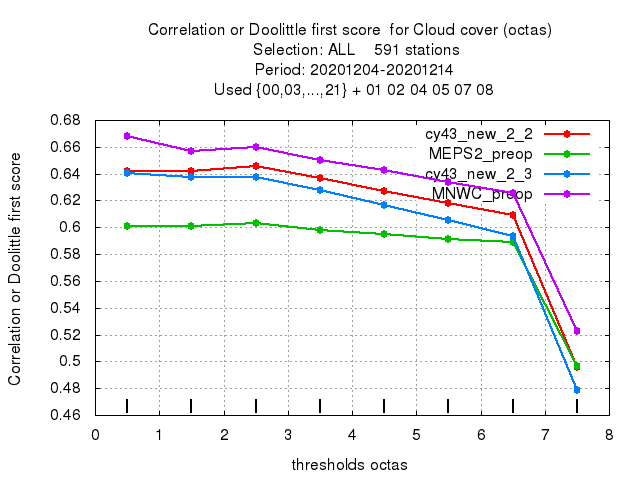 Correlation or Doolittle first score  for Cloud cover (octas)
Selection: ALL    591 stations
Period: 20201204-20201214
Used {00,03,...,21} + 01 02 04 05 07 08
cy43_new_2_2
MEPS2_preop
cy43_new_2_3
MNWC_preop
Correlation or Doolittle first score
0.68
0.66
0.64
0.62
0.6
0.58
0.56
0.54
0.52
0.5
0.48
0.46
0 1 2 3 4 5 6 7 8
thresholds octas